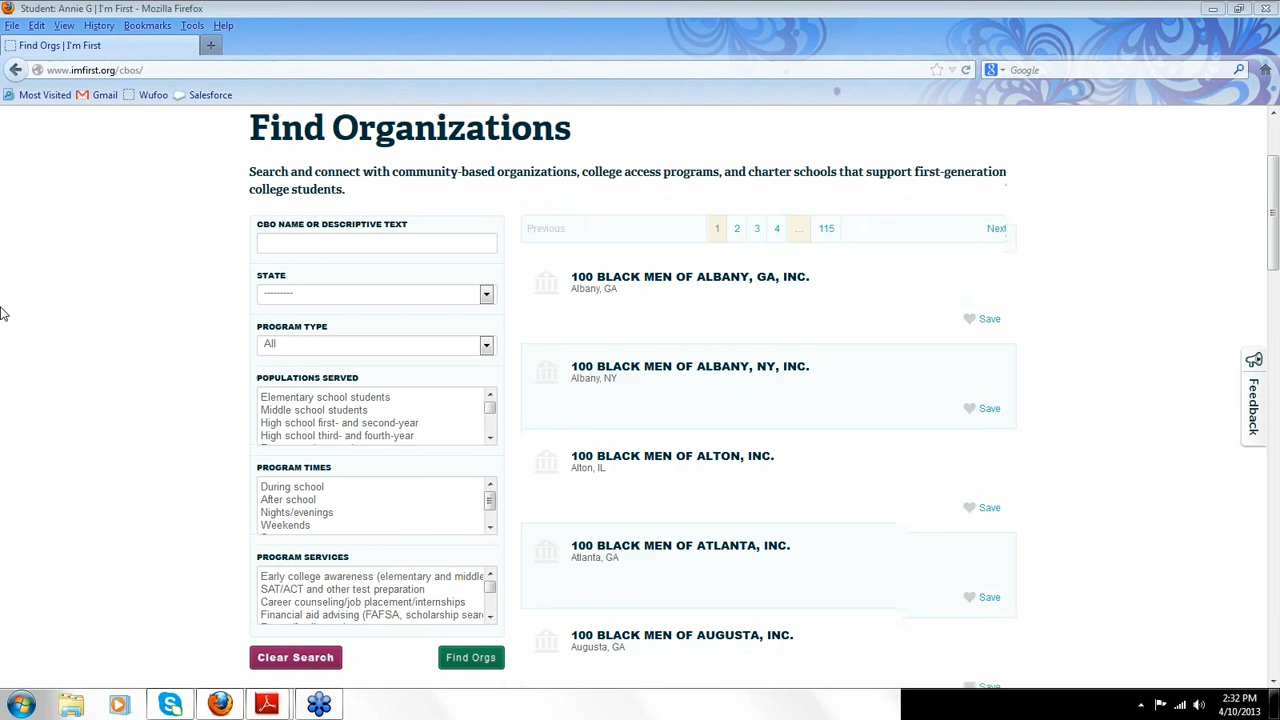 Student: Annie G | I'm First - Mozilla Firefox
File Edit View History Bookmarks Tools Help
Find Orgs | I'm First
www.imfirst.org/cbos/
Google
Most Visited Gmail Wufoo Salesforce
Find Organizations
Search and connect with community-based organizations, college access programs, and charter schools that support first-generation
college students.
CBO NAME OR DESCRIPTIVE TEXT
STATE
---------
PROGRAM TYPE
All
POPULATIONS SERVED
Elementary school students
Middle school students
High school first- and second-year
High school third- and fourth-year
PROGRAM TIMES
During school
After school
Nights/evenings
Weekends
PROGRAM SERVICES
Early college awareness (elementary and middle
SAT/ACT and other test preparation
Career counseling/job placement/internships
Financial aid advising (FAFSA, scholarship sear
Clear Search Find Orgs
Previous 1 2 3 4 ... 115 Next
100 BLACK MEN OF ALBANY, GA, INC.
Albany, GA
Save
100 BLACK MEN OF ALBANY, NY, INC.
Albany, NY
Save
100 BLACK MEN OF ALTON, INC.
Alton, IL
Save
100 BLACK MEN OF ATLANTA, INC.
Atlanta, GA
Save
100 BLACK MEN OF AUGUSTA, INC.
Augusta, GA
Save
Feedback
2:32 PM
4/10/2013